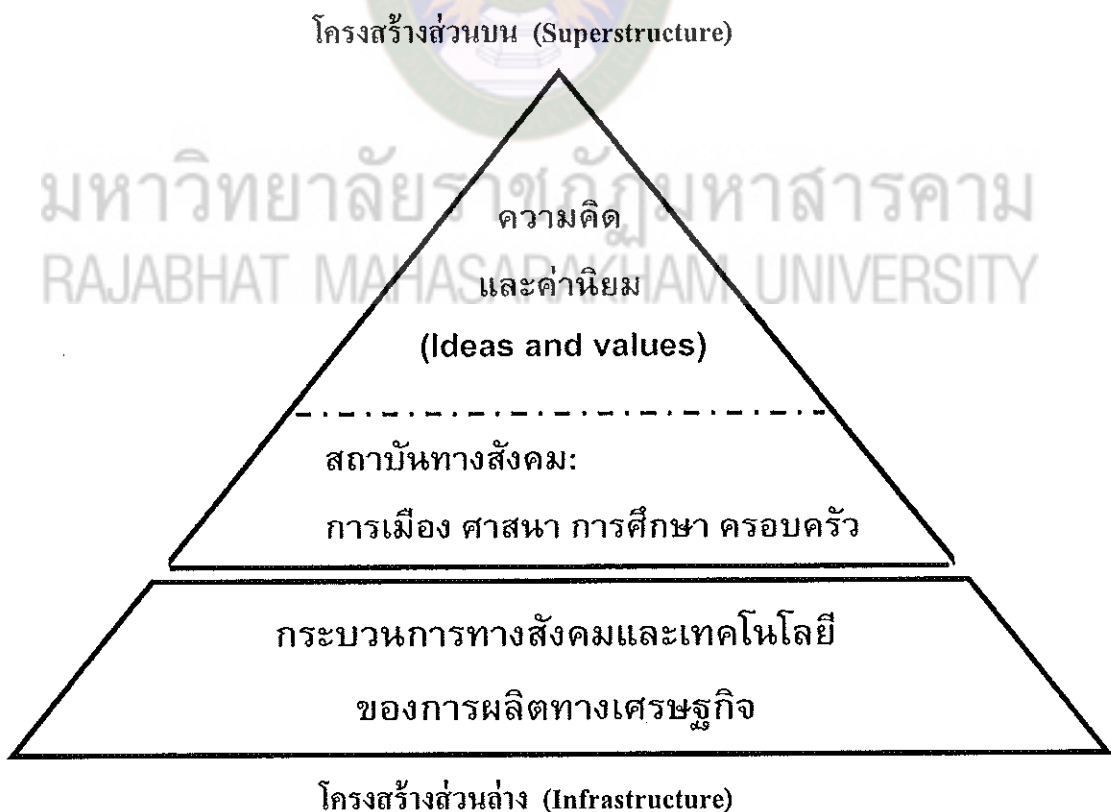 โครงสร้างส่วนบน (Superstructure)
มหาวิทยาลัยราชภัฏมหาสารคาม
RAJABHAT MAHASARAKHAM UNIVERSITY
ความคิด
และค่านิยม
(Ideas and values)
สถาบันทางสังคม:
การเมือง ศาสนา การศึกษา ครอบครัว
กระบวนการทางสังคมและเทคโนโลยี
ของการผลิตทางเศรษฐกิจ
โครงสร้างส่วนล่าง (Infrastructure)